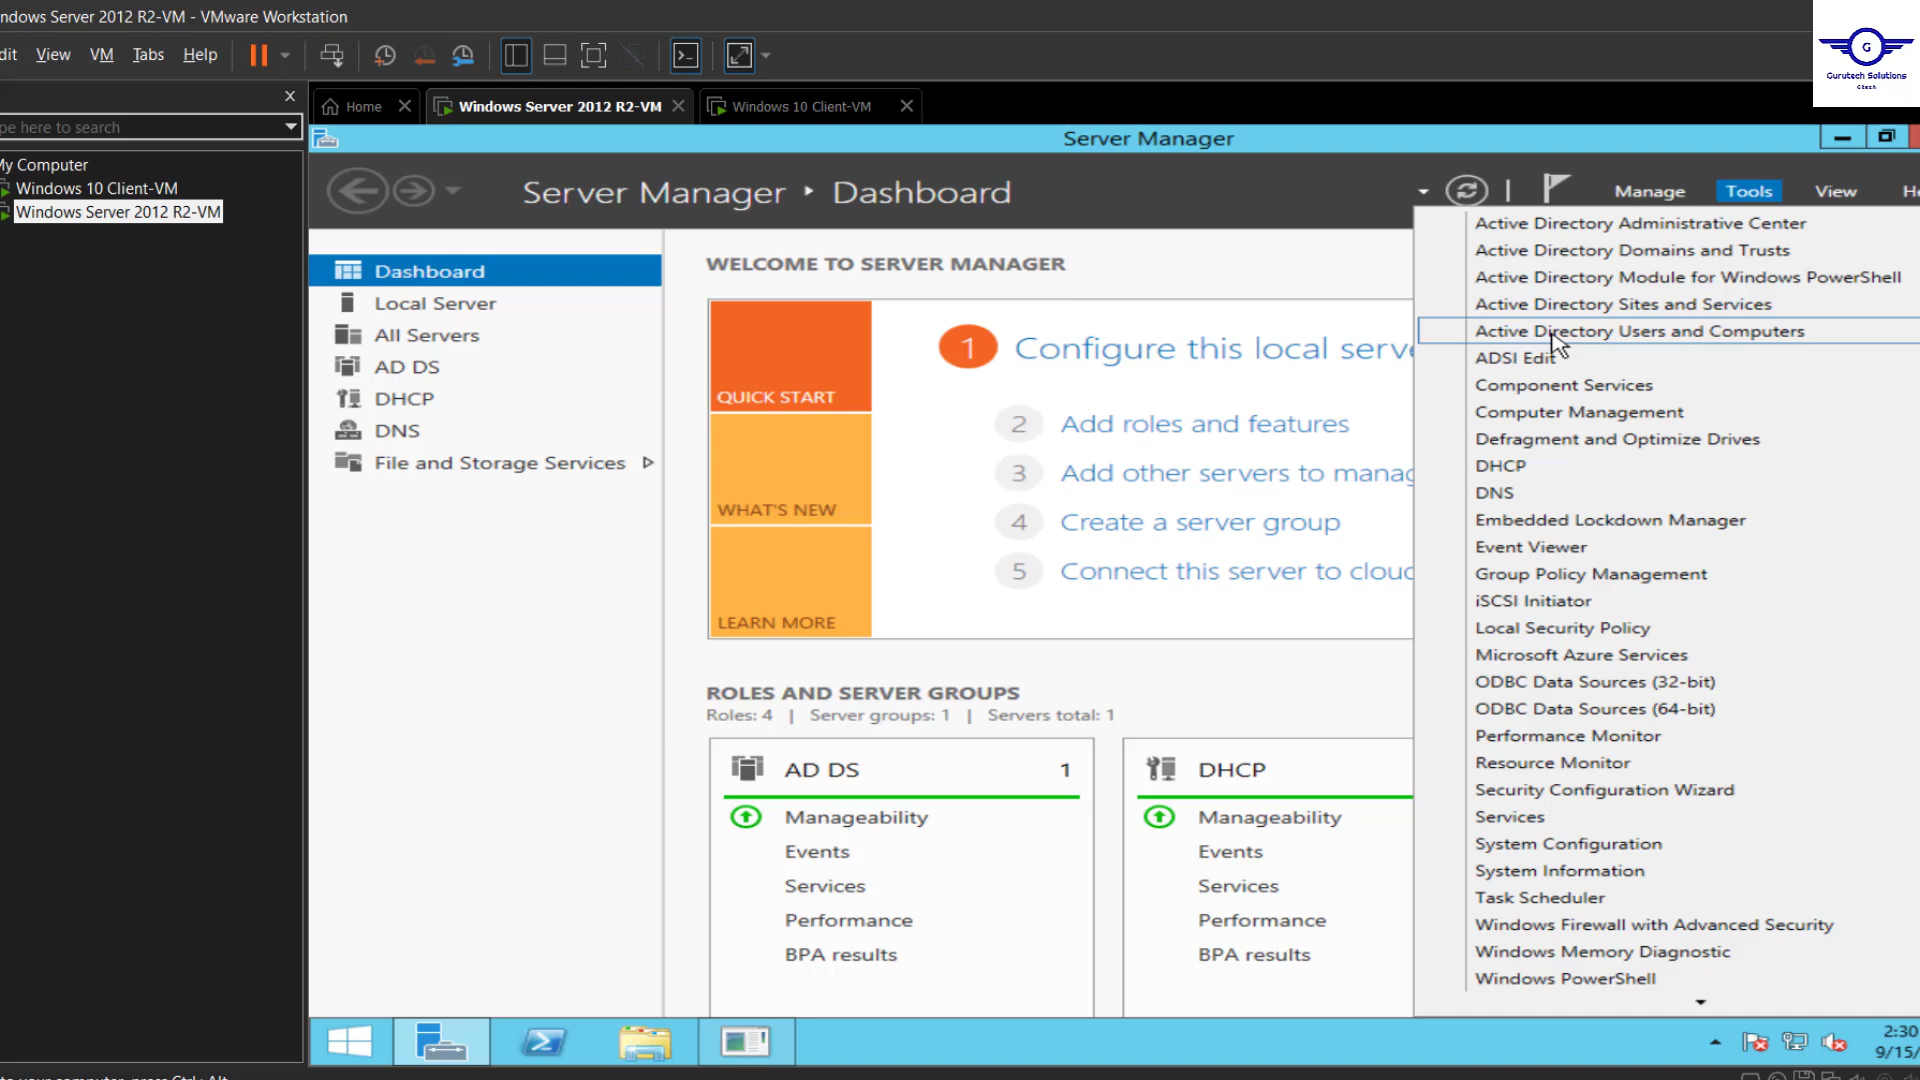 ndows Server 2012 R2-VM - VMware Workstation
dit View VM Tabs Help
G
Gurutech Solutions
Gtech
pe here to search
My Computer
Windows 10 Client-VM
Windows Server 2012 R2-VM
Home
Windows Server 2012 R2-VM
Windows 10 Client-VM
Server Manager
Server Manager • Dashboard
Manage Tools View He
Dashboard
Local Server
All Servers
AD DS
DHCP
DNS
File and Storage Services
WELCOME TO SERVER MANAGER
QUICK START
WHAT'S NEW
LEARN MORE
1 Configure this local serve
2 Add roles and features
3 Add other servers to manag
4 Create a server group
5 Connect this server to cloud
ROLES AND SERVER GROUPS
Roles: 4 | Server groups: 1 | Servers total: 1
AD DS 1
Manageability
Events
Services
Performance
BPA results
DHCP
Manageability
Events
Services
Performance
BPA results
Active Directory Administrative Center
Active Directory Domains and Trusts
Active Directory Module for Windows PowerShell
Active Directory Sites and Services
Active Directory Users and Computers
ADSI Edit
Component Services
Computer Management
Defragment and Optimize Drives
DHCP
DNS
Embedded Lockdown Manager
Event Viewer
Group Policy Management
iSCSI Initiator
Local Security Policy
Microsoft Azure Services
ODBC Data Sources (32-bit)
ODBC Data Sources (64-bit)
Performance Monitor
Resource Monitor
Security Configuration Wizard
Services
System Configuration
System Information
Task Scheduler
Windows Firewall with Advanced Security
Windows Memory Diagnostic
Windows PowerShell
2:30
9/15/